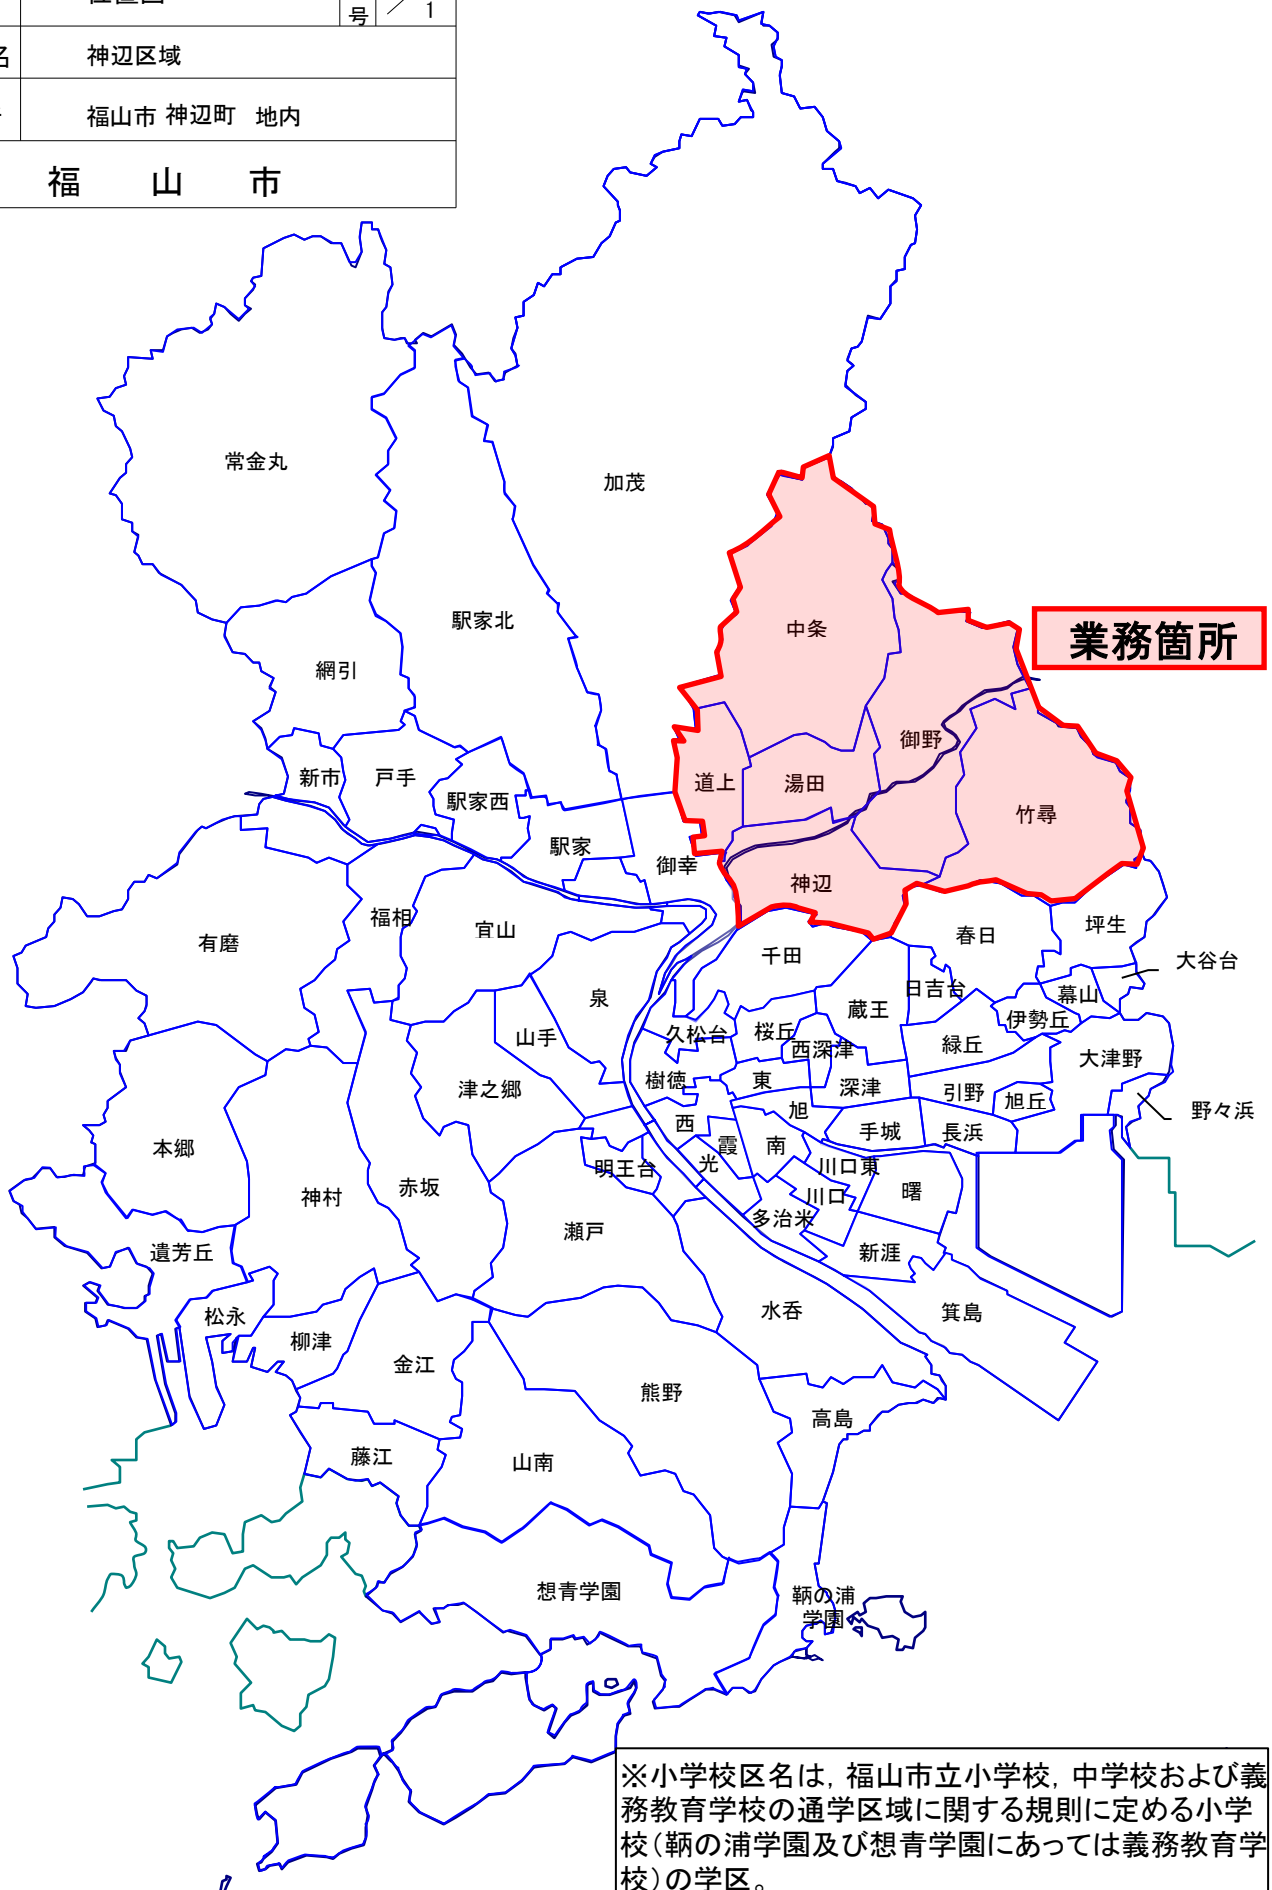 号 ／ 1
名 神辺区域
福山市 神辺町 地内
福 山 市
常金丸
加茂
駅家北
中条
業務箇所
網引
御野
新市
戸手
駅家西
道上
湯田
竹尋
駅家
御幸
神辺
福相
宜山
有磨
春日
坪生
千田
大谷台
泉
日吉台
幕山
蔵王
伊勢丘
山手
久松台
桜丘
西深津
緑丘
大津野
津之郷
樹徳
東
深津
引野
旭丘
野々浜
旭
西
手城
長浜
本郷
霞
南
明王台
光
川口東
神村
赤坂
川口
曙
多治米
瀬戸
遺芳丘
新涯
松永
水呑
箕島
柳津
金江
熊野
高島
藤江
山南
想青学園
鞆の浦
学園
※小学校区名は，福山市立小学校，中学校および義
務教育学校の通学区域に関する規則に定める小学
校（鞆の浦学園及び想青学園にあっては義務教育学
校）の学区。